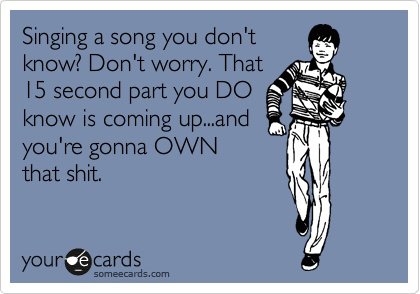 Singing a song you don't
know? Don't worry. That
15 second part you DO
know is coming up...and
you're gonna OWN
that shit.
your e cards
someecards.com